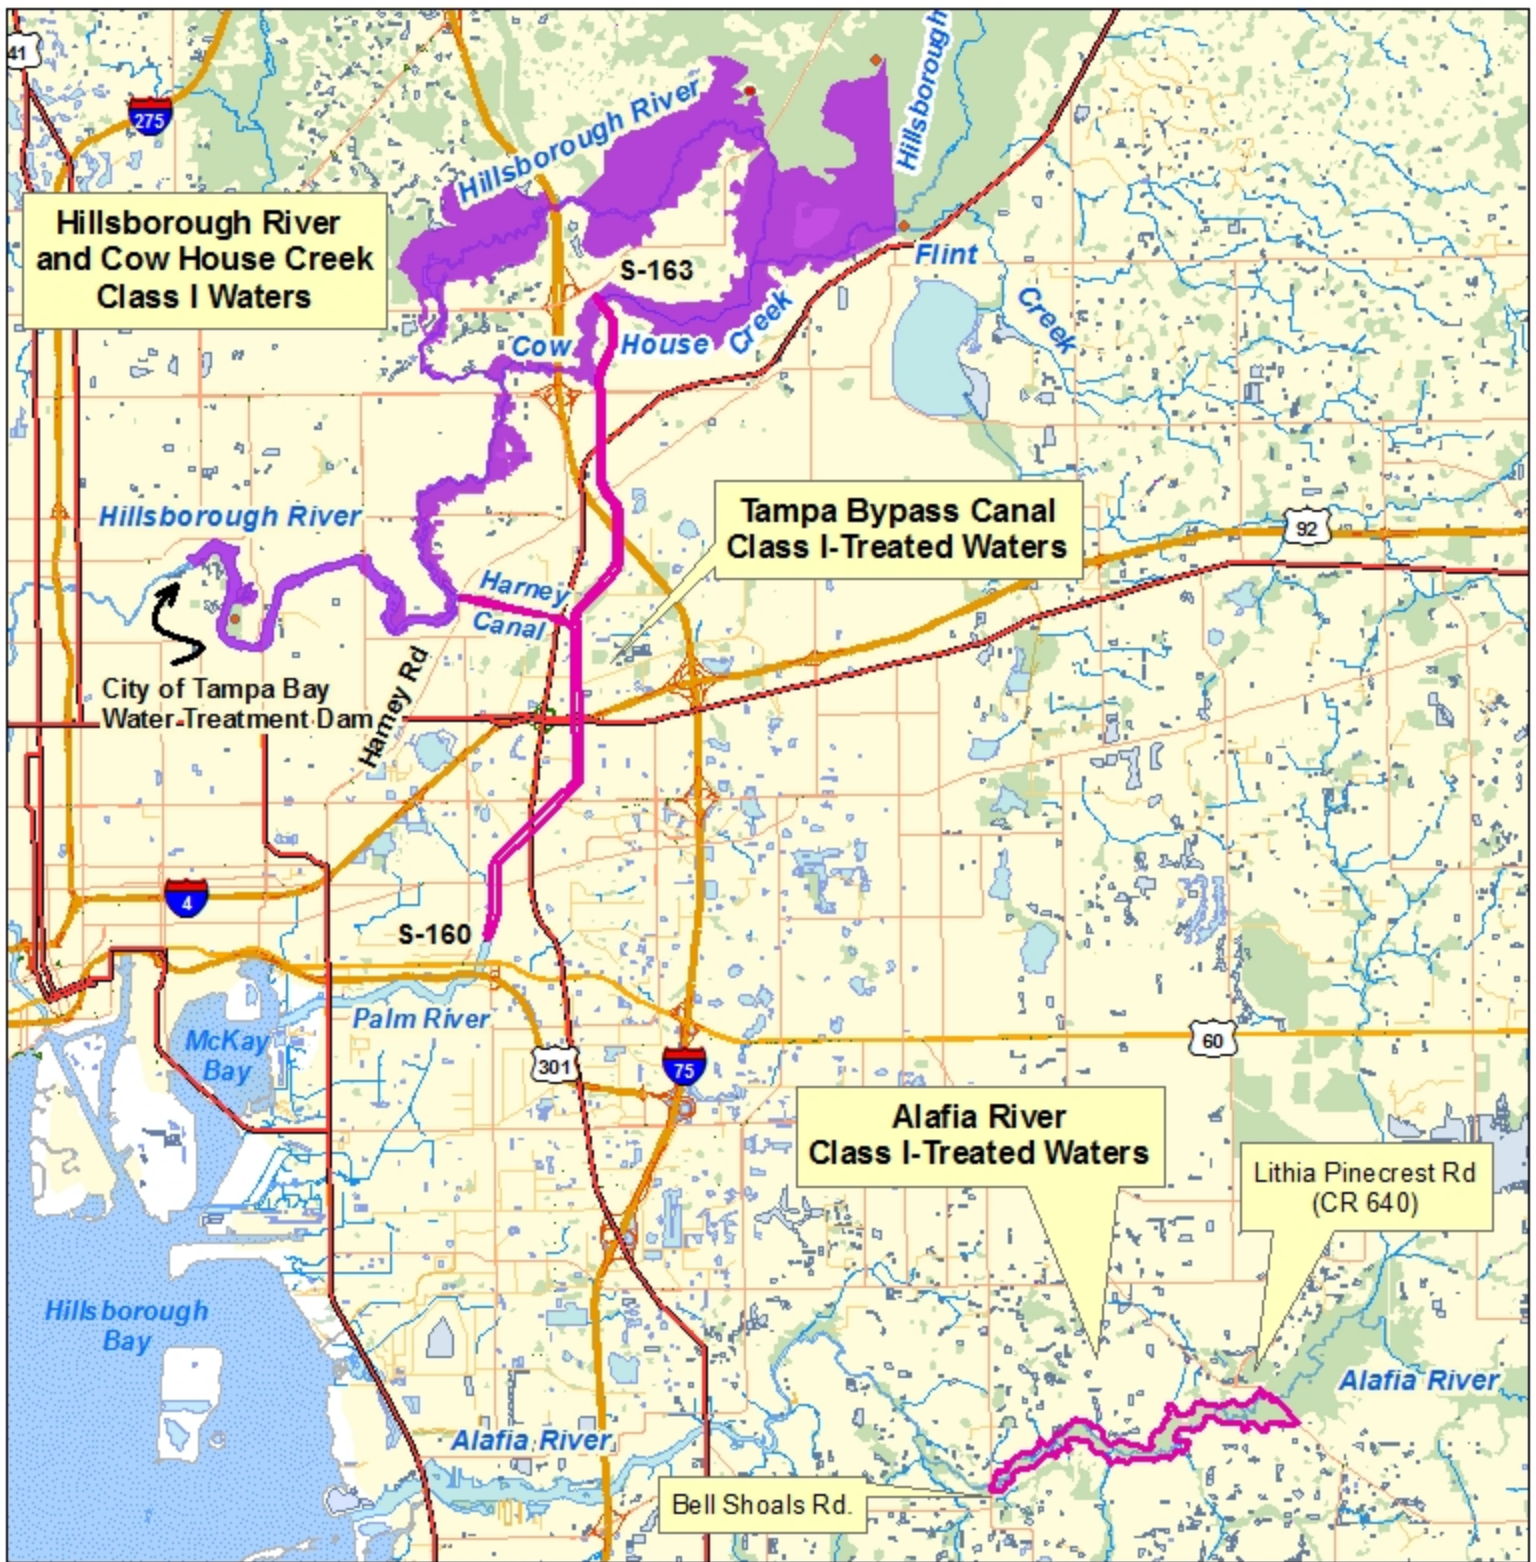 41
275
Hillsborough River
Hillsborough
Hillsborough River
and Cow House Creek
Class I Waters
S-163
Flint
Creek
Cow
House
Creek
Hillsborough River
Tampa Bypass Canal
Class I-Treated Waters
92
Harney
Canal
Harney Rd
City of Tampa Bay
Water Treatment Dam
4
S-160
Palm River
McKay
Bay
301
75
60
Alafia River
Class I-Treated Waters
Lithia Pinecrest Rd
(CR 640)
Hillsborough
Bay
Alafia River
Alafia River
Bell Shoals Rd.